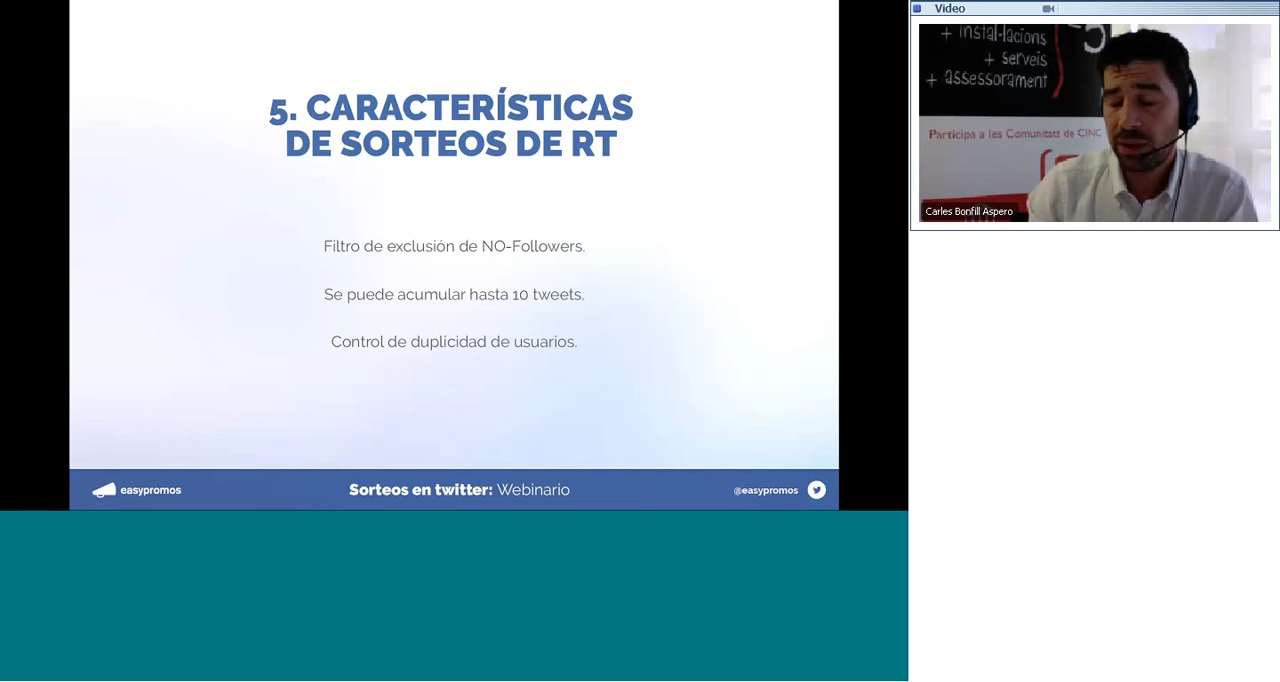 5. CARACTERÍSTICAS
DE SORTEOS DE RT
Filtro de exclusión de NO-Followers.
Se puede acumular hasta 10 tweets.
Control de duplicidad de usuarios.
easypromos
Sorteos en twitter: Webinario
@easypromos
Video
+ instal·lacions
+ serveis
+ assessorament
5
Participa a les Comunitats de CINC
Carles Bonfill Aspero